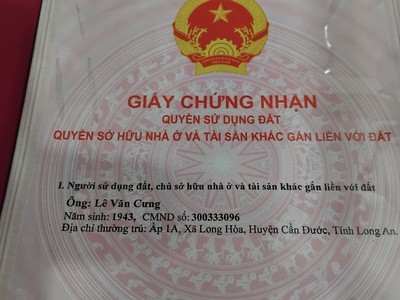 GIẤY CHỨNG NHẬN
QUYỀN SỬ DỤNG ĐẤT
QUYỀN SỞ HỮU NHÀ Ở VÀ TÀI SẢN KHÁC GẮN LIỀN VỚI ĐẤT
I. Người sử dụng đất, chủ sở hữu nhà ở và tài sản khác gắn liền với đất
Ông: Lê Văn Cưng
Năm sinh: 1943, CMND số: 300333096
Địa chỉ thường trú: Ấp 1A, Xã Long Hòa, Huyện Cần Đước, Tỉnh Long An.